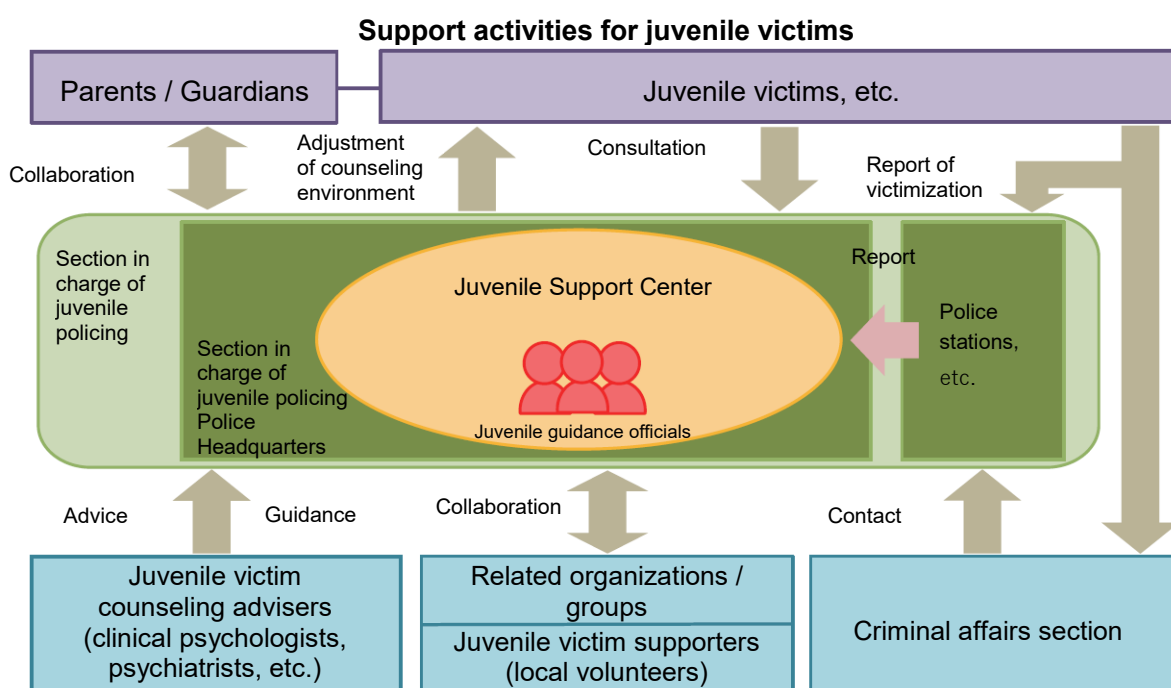 Support activities for juvenile victims
Parents / Guardians
Juvenile victims, etc.
Collaboration
Adjustment
of counseling
environment
Consultation
Report of
victimization
Section in
charge of
juvenile
policing
Juvenile Support Center
Report
Section in
charge of
juvenile policing
Police
Headquarters
Juvenile guidance officials
Police
stations,
etc.
Advice
Guidance
Collaboration
Contact
Juvenile victim
counseling advisers
(clinical psychologists,
psychiatrists, etc.)
Related organizations /
groups
Juvenile victim supporters
(local volunteers)
Criminal affairs section